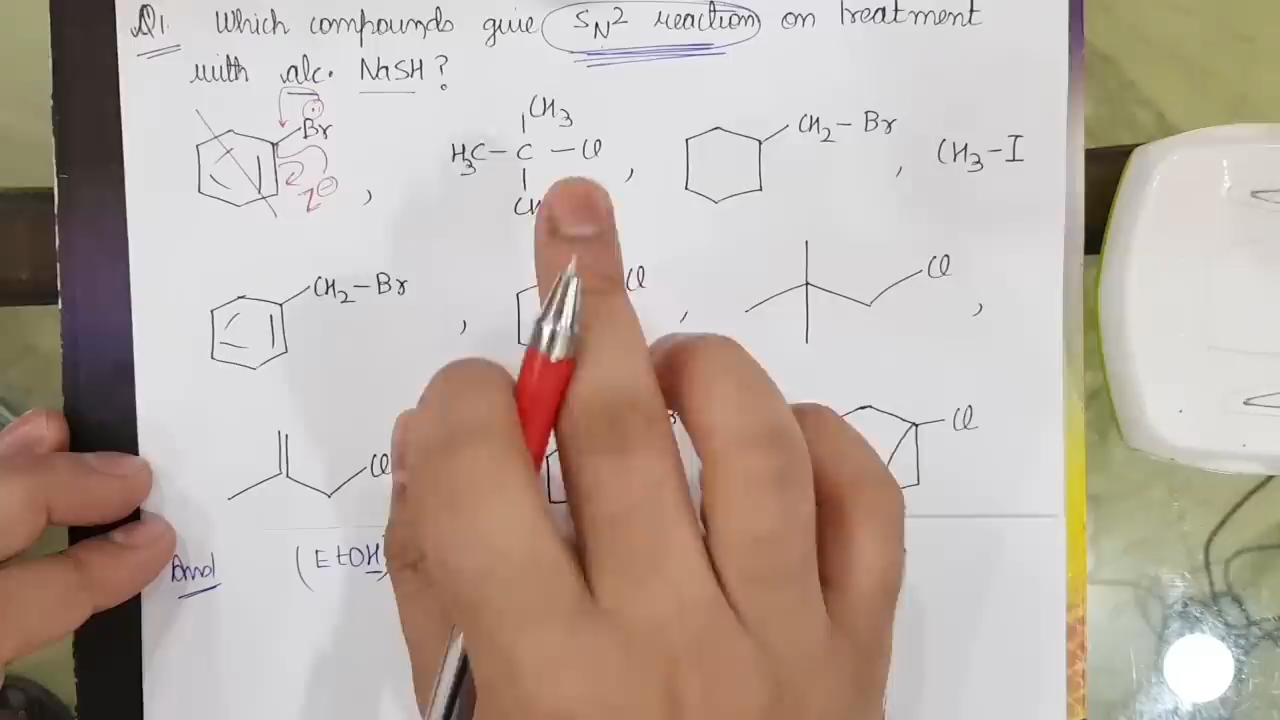 Q1. Which compounds give SN2 reaction on treatment
with alc. NaSH?
Br
Z⊖
,
CH3
H3C-C-Cl
,
CH2-Br
,
CH3-I
CH2-Br
,
Cl
,
Cl
,
Cl
Cl
(EtOH